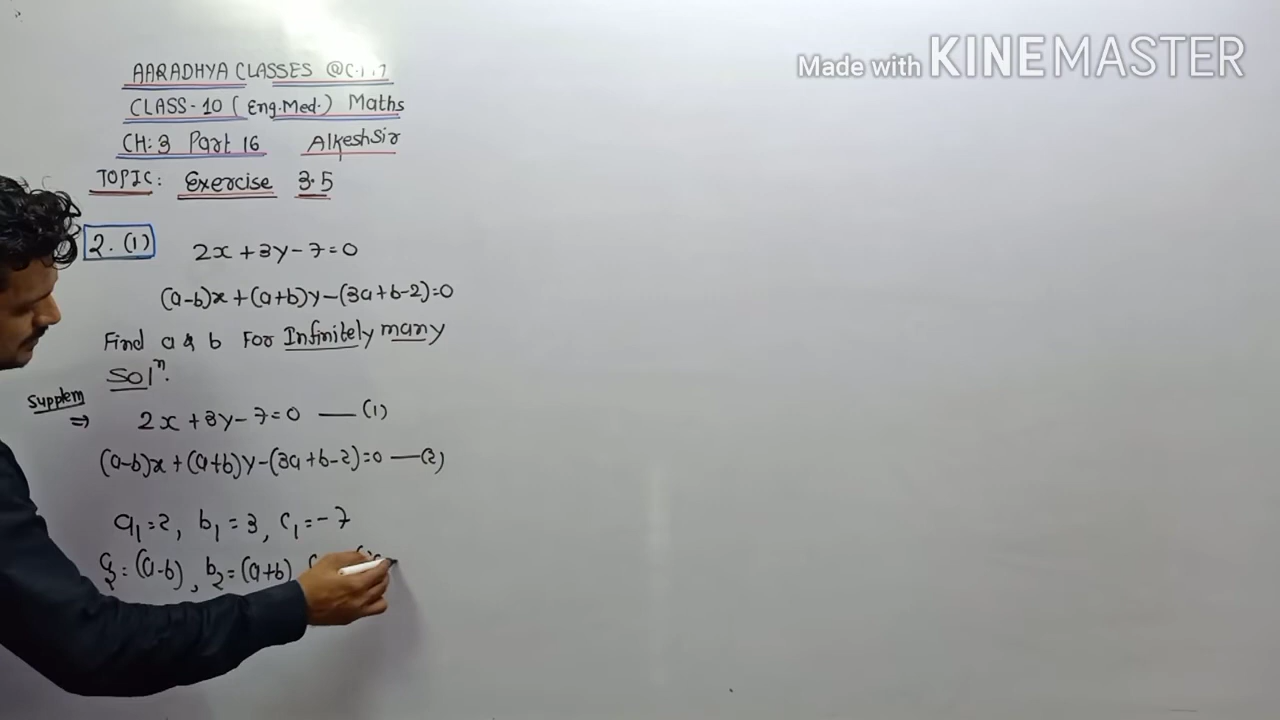 Made with KINEMASTER
AARADHYA CLASSES
CLASS-10 (Eng.Med.) Maths
CH:3 Part 16 AlkeshSir
TOPIC: Exercise 3.5
2.(1) 2x+3y-7=0
(a-b)x+(a+b)y-(3a+b-2)=0
Find a & b For Infinitely many
Solⁿ.
Supplem
⇒ 2x+3y-7=0 —(1)
(a-b)x+(a+b)y-(3a+b-2)=0 —(2)
a₁=2, b₁=3, c₁=-7
a₂=(a-b), b₂=(a+b)